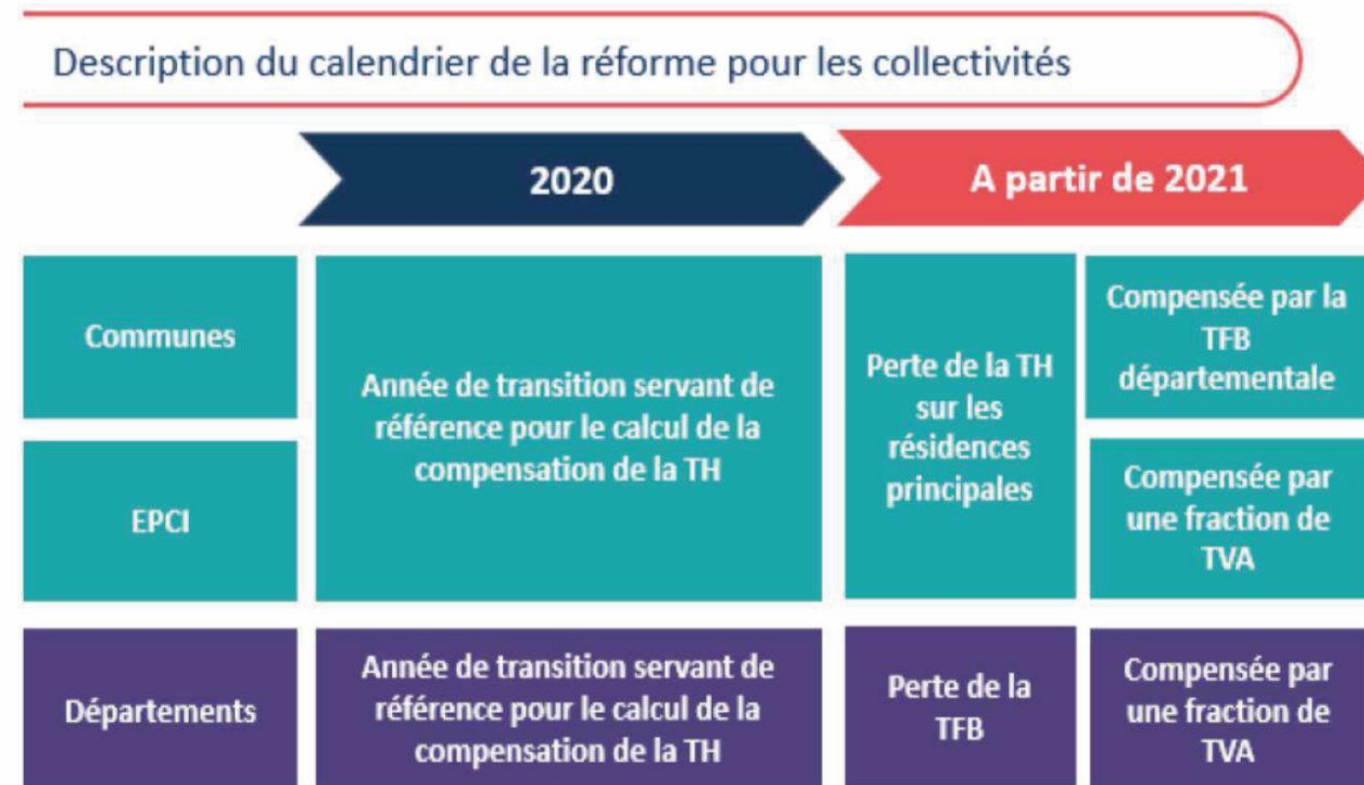 Description du calendrier de la réforme pour les collectivités
2020
A partir de 2021
Communes
EPCI
Année de transition servant de
référence pour le calcul de la
compensation de la TH
Perte de la TH
sur les
résidences
principales
Compensée par la
TFB
départementale
Compensée par
une fraction de
TVA
Départements
Année de transition servant de
référence pour le calcul de la
compensation de la TH
Perte de la
TFB
Compensée par
une fraction de
TVA